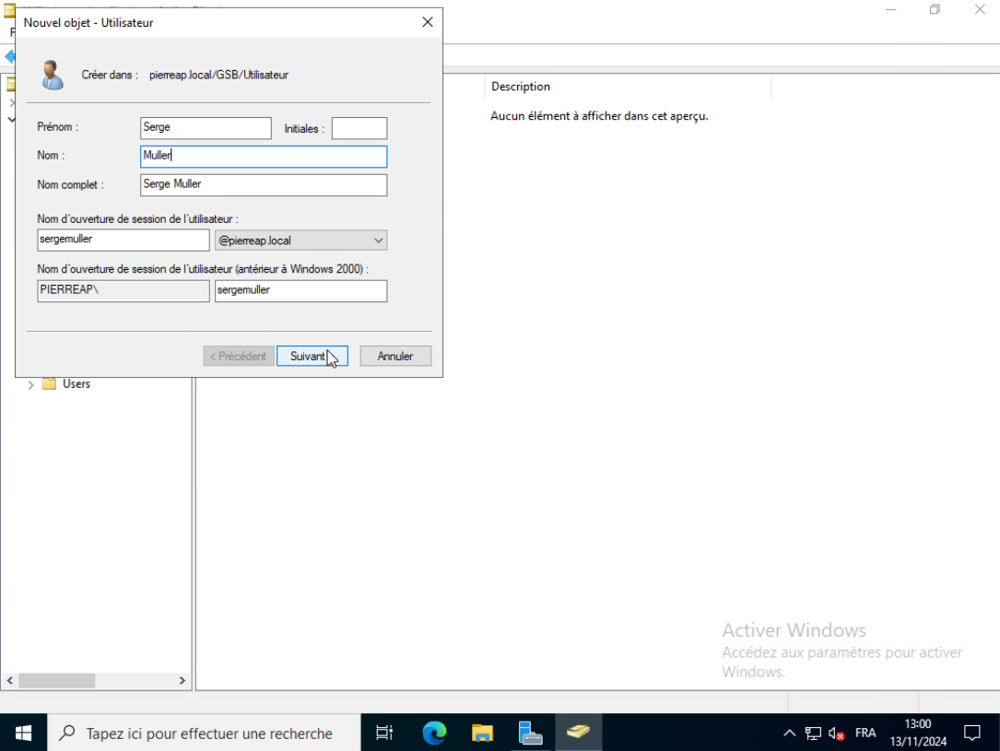 Nouvel objet - Utilisateur
Créer dans : pierreap.local/GSB/Utilisateur
Description
Aucun élément à afficher dans cet aperçu.
Prénom : Serge Initiales :
Nom : Muller
Nom complet : Serge Muller
Nom d'ouverture de session de l'utilisateur :
sergemuller @pierreap.local
Nom d'ouverture de session de l'utilisateur (antérieur à Windows 2000) :
PIERREAP\ sergemuller
< Précédent Suivant Annuler
Users
Activer Windows
Accédez aux paramètres pour activer
Windows.
Tapez ici pour effectuer une recherche
FRA
13:00
13/11/2024